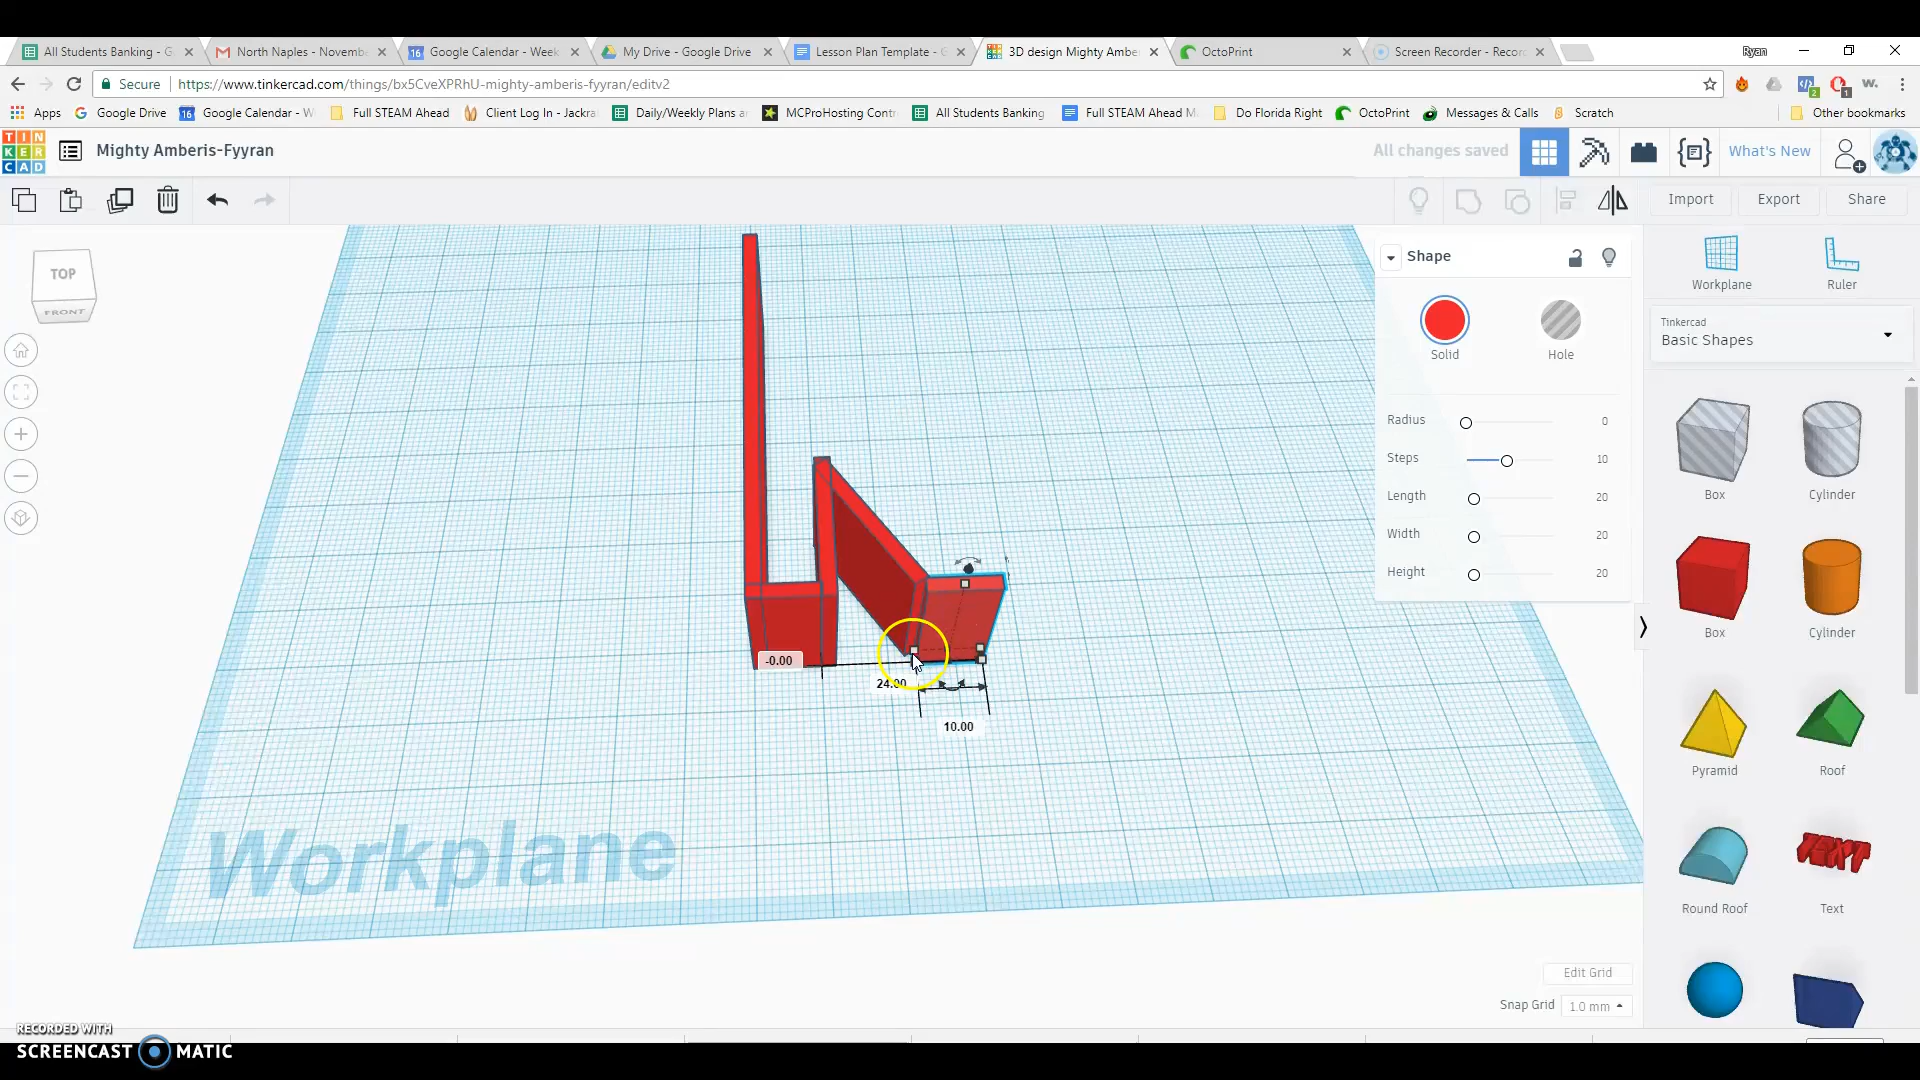 All Students Banking - G
North Naples - Novembe
Google Calendar - Week
My Drive - Google Drive
Lesson Plan Template - G
3D design Mighty Ambe
OctoPrint
Screen Recorder - Recor
Ryan
Secure
https://www.tinkercad.com/things/bx5CveXPRhU-mighty-amberis-fyyran/editv2
Apps
Google Drive
Google Calendar - W
Full STEAM Ahead
Client Log In - Jackra
Daily/Weekly Plans a
MCProHosting Contr
All Students Banking
Full STEAM Ahead M
Do Florida Right
OctoPrint
Messages & Calls
Scratch
Other bookmarks
TIN
KER
CAD
Mighty Amberis-Fyyran
All changes saved
What's New
Import
Export
Share
TOP
FRONT
Shape
Solid
Hole
Radius 0
Steps 10
Length 20
Width 20
Height 20
Workplane
Ruler
Tinkercad
Basic Shapes
Box
Cylinder
Box
Cylinder
Pyramid
Roof
Round Roof
TEXT
Text
-0.00
24.00
10.00
Workplane
Edit Grid
Snap Grid 1.0 mm
RECORDED WITH
SCREENCAST MATIC